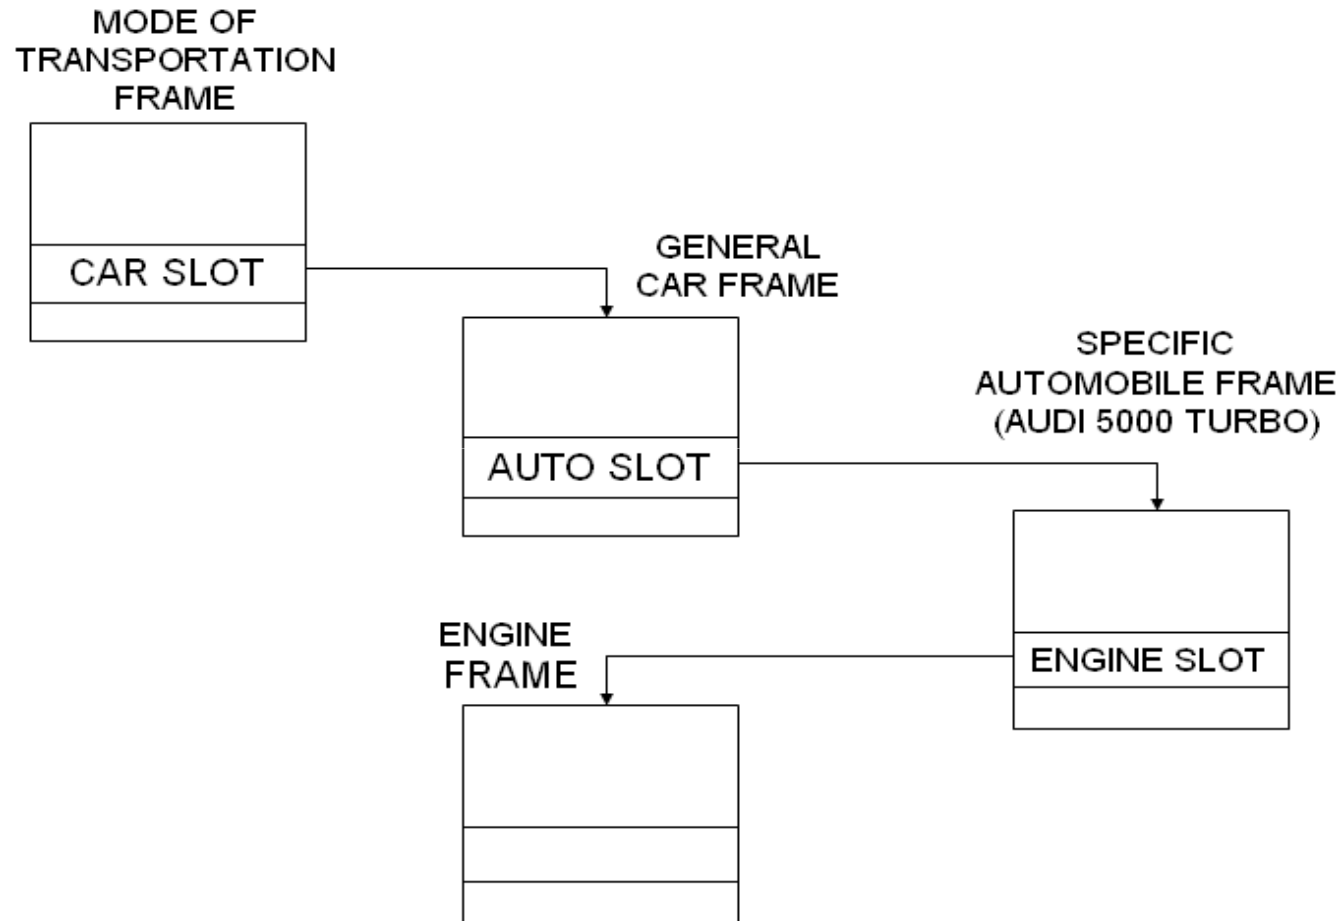 MODE OF
TRANSPORTATION
FRAME
CAR SLOT
GENERAL
CAR FRAME
AUTO SLOT
SPECIFIC
AUTOMOBILE FRAME
(AUDI 5000 TURBO)
ENGINE SLOT
ENGINE
FRAME